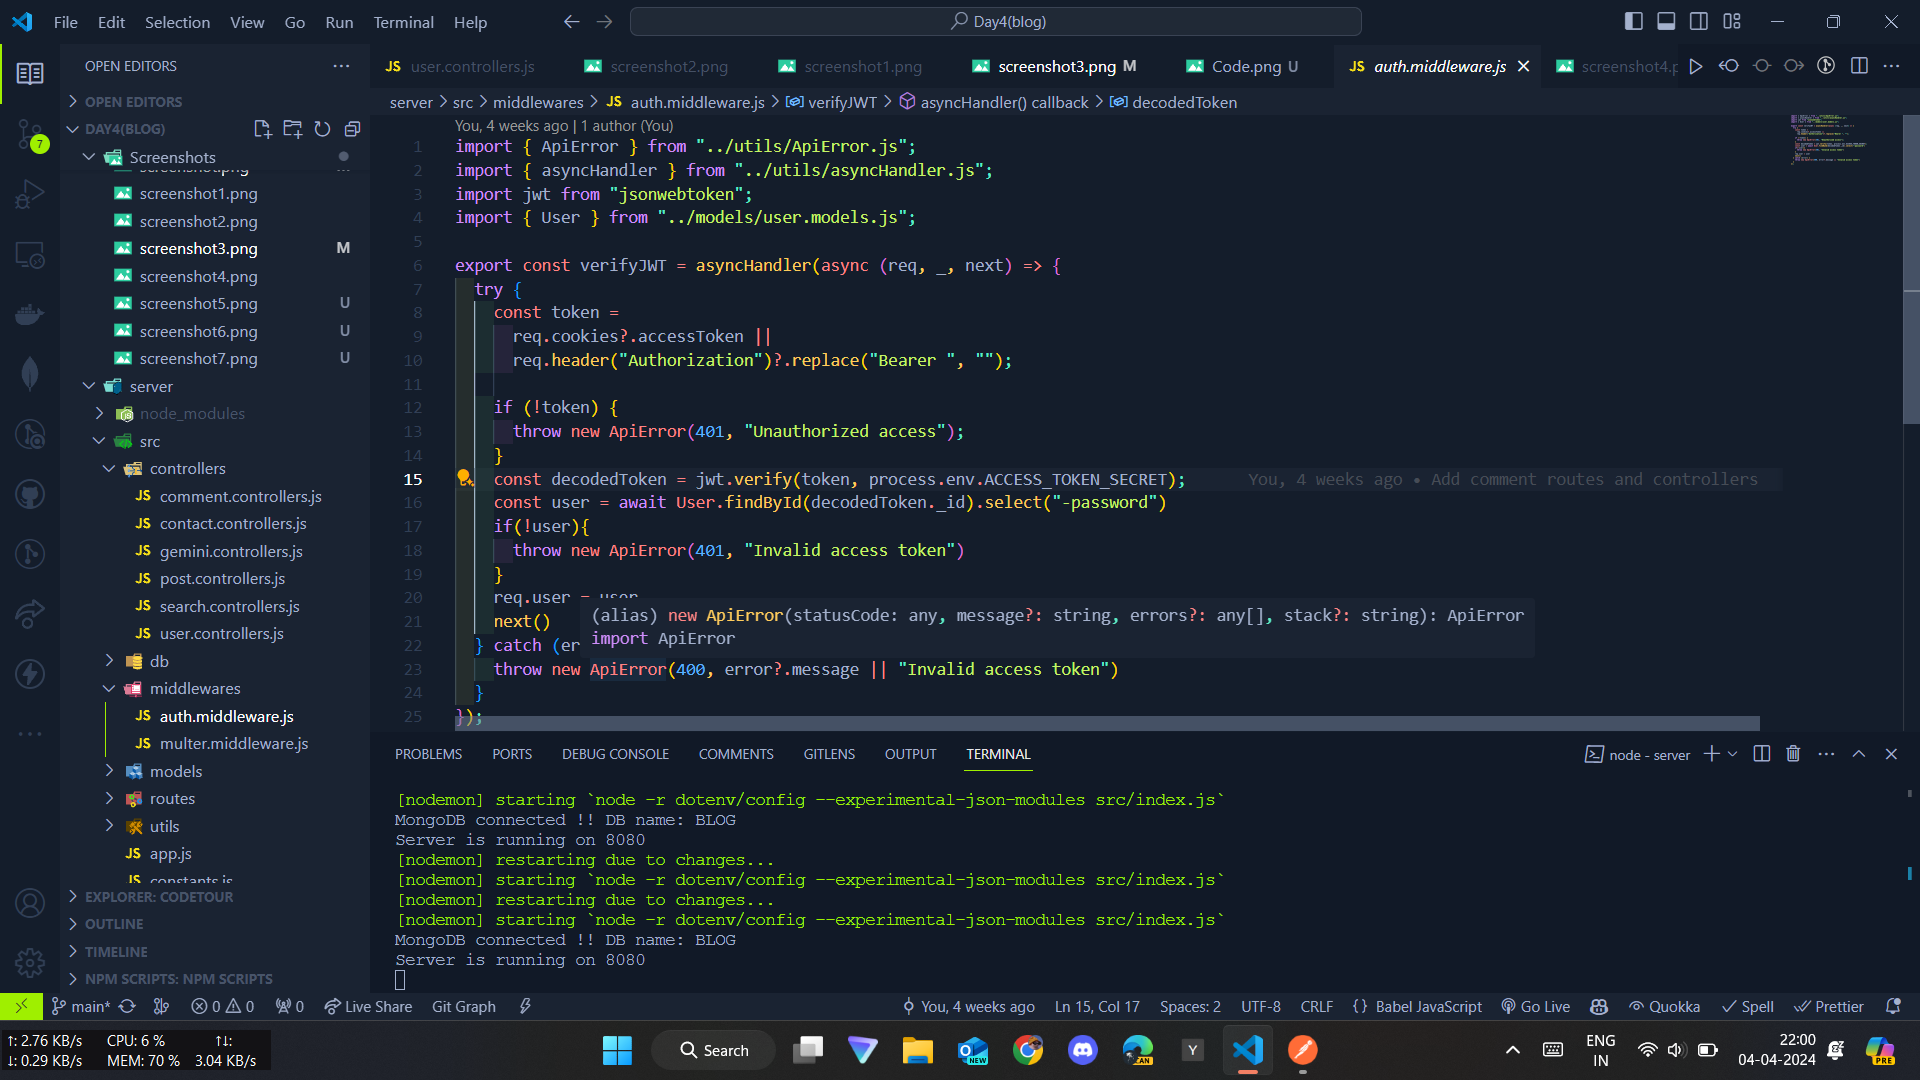 File Edit Selection View Go Run Terminal Help
Day4(blog)
OPEN EDITORS
OPEN EDITORS
DAY4(BLOG)
Screenshots
screenshot1.png
screenshot2.png
screenshot3.png M
screenshot4.png
screenshot5.png U
screenshot6.png U
screenshot7.png U
server
node_modules
src
controllers
JS comment.controllers.js
JS contact.controllers.js
JS gemini.controllers.js
JS post.controllers.js
JS search.controllers.js
JS user.controllers.js
db
middlewares
JS auth.middleware.js
JS multer.middleware.js
models
routes
utils
JS app.js
JS constants.js
EXPLORER: CODETOUR
OUTLINE
TIMELINE
NPM SCRIPTS: NPM SCRIPTS
7
JS user.controllers.js screenshot2.png screenshot1.png screenshot3.png M Code.png U JS auth.middleware.js screenshot4.p
server > src > middlewares > JS auth.middleware.js > verifyJWT > asyncHandler() callback > decodedToken
You, 4 weeks ago | 1 author (You)
1 import { ApiError } from "../utils/ApiError.js";
2 import { asyncHandler } from "../utils/asyncHandler.js";
3 import jwt from "jsonwebtoken";
4 import { User } from "../models/user.models.js";
5
6 export const verifyJWT = asyncHandler(async (req, _, next) => {
7 try {
8 const token =
9 req.cookies?.accessToken ||
10 req.header("Authorization")?.replace("Bearer ", "");
11
12 if (!token) {
13 throw new ApiError(401, "Unauthorized access");
14 }
15 const decodedToken = jwt.verify(token, process.env.ACCESS_TOKEN_SECRET); You, 4 weeks ago • Add comment routes and controllers
16 const user = await User.findById(decodedToken._id).select("-password")
17 if(!user){
18 throw new ApiError(401, "Invalid access token")
19 }
20 req.user = user
21 next()
22 } catch (er
23 throw new ApiError(400, error?.message || "Invalid access token")
24 }
25 });
(alias) new ApiError(statusCode: any, message?: string, errors?: any[], stack?: string): ApiError
import ApiError
PROBLEMS PORTS DEBUG CONSOLE COMMENTS GITLENS OUTPUT TERMINAL
node - server
[nodemon] starting `node -r dotenv/config --experimental-json-modules src/index.js`
MongoDB connected !! DB name: BLOG
Server is running on 8080
[nodemon] restarting due to changes...
[nodemon] starting `node -r dotenv/config --experimental-json-modules src/index.js`
[nodemon] restarting due to changes...
[nodemon] starting `node -r dotenv/config --experimental-json-modules src/index.js`
MongoDB connected !! DB name: BLOG
Server is running on 8080
main* 0 0 0 Live Share Git Graph You, 4 weeks ago Ln 15, Col 17 Spaces: 2 UTF-8 CRLF {} Babel JavaScript Go Live Quokka Spell Prettier
↑: 2.76 KB/s CPU: 6 % ↑↓:
↓: 0.29 KB/s MEM: 70 % 3.04 KB/s
Search
NEW
CAN
Y
ENG
IN
22:00
04-04-2024
PRE